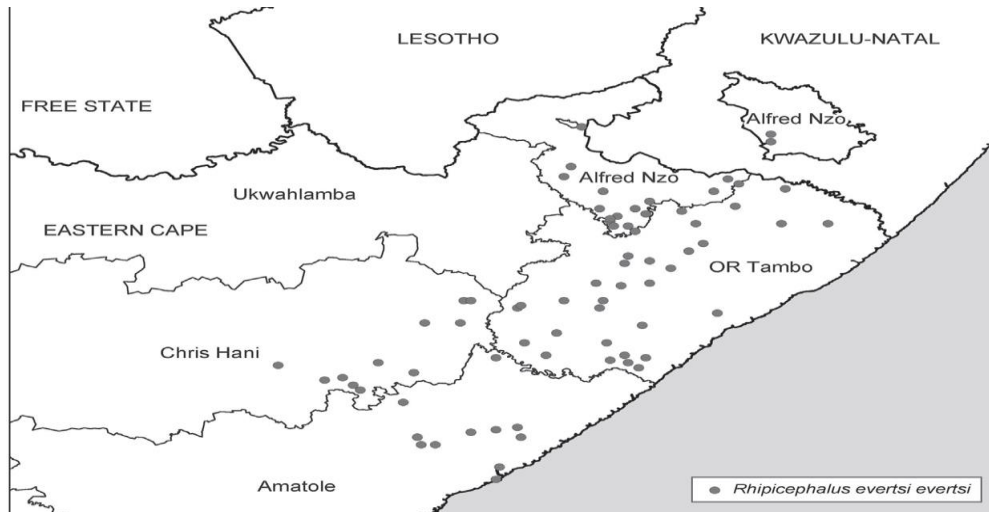 LESOTHO
KWAZULU-NATAL
FREE STATE
Alfred Nzo
Alfred Nzo
Ukwahlamba
EASTERN CAPE
OR Tambo
Chris Hani
Amatole
Rhipicephalus evertsi evertsi